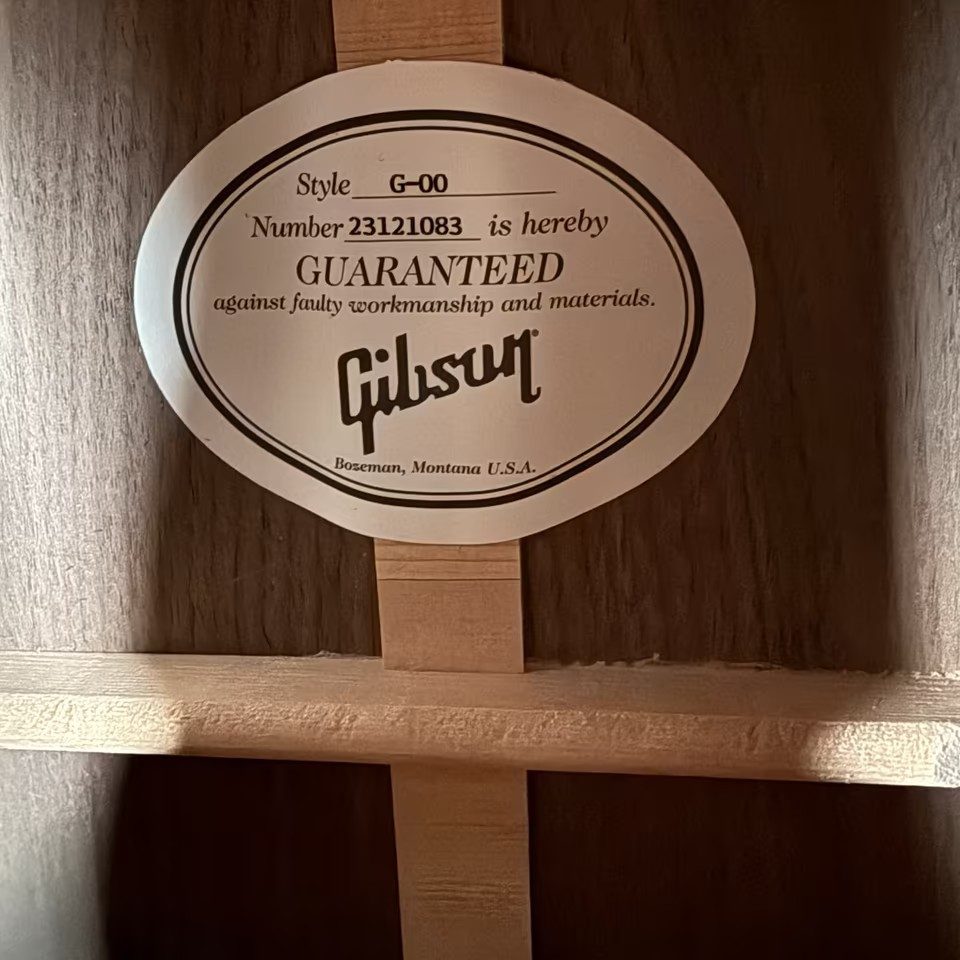 Style G-00
Number 23121083 is hereby
GUARANTEED
against faulty workmanship and materials.
Gibson®
Bozeman, Montana U.S.A.